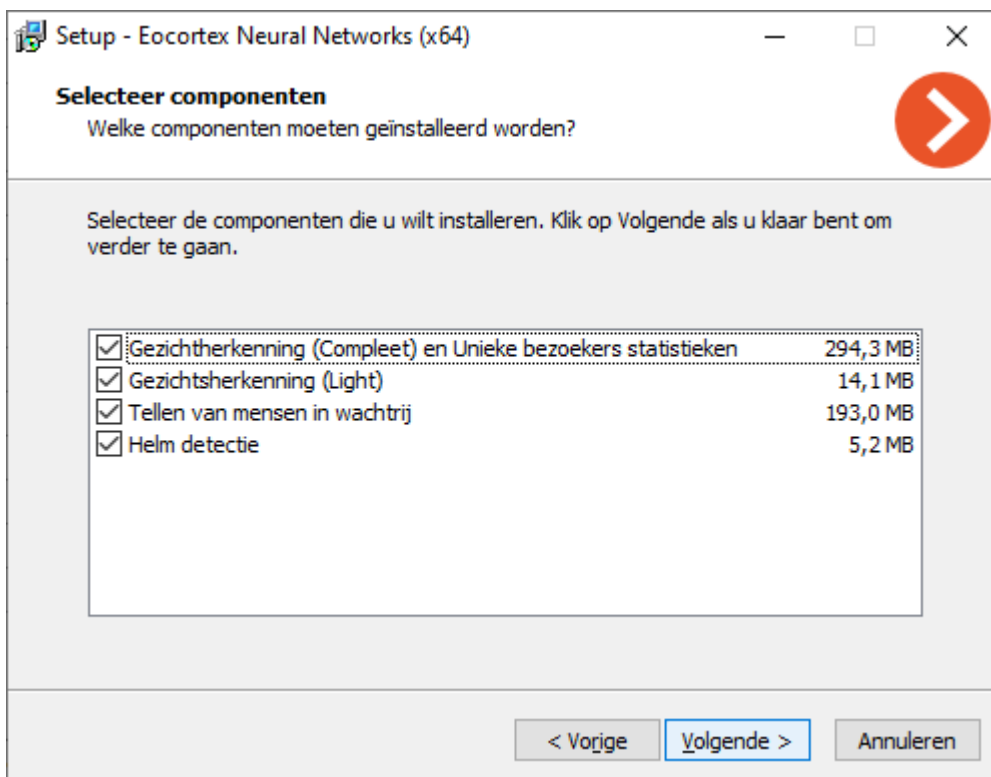 Setup - Eocortex Neural Networks (x64)
Selecteer componenten
Welke componenten moeten geïnstalleerd worden?
Selecteer de componenten die u wilt installeren. Klik op Volgende als u klaar bent om
verder te gaan.
Gezichtherkenning (Compleet) en Unieke bezoekers statistieken 294,3 MB
Gezichtsherkenning (Light) 14,1 MB
Tellen van mensen in wachtrij 193,0 MB
Helm detectie 5,2 MB
< Vorige Volgende > Annuleren